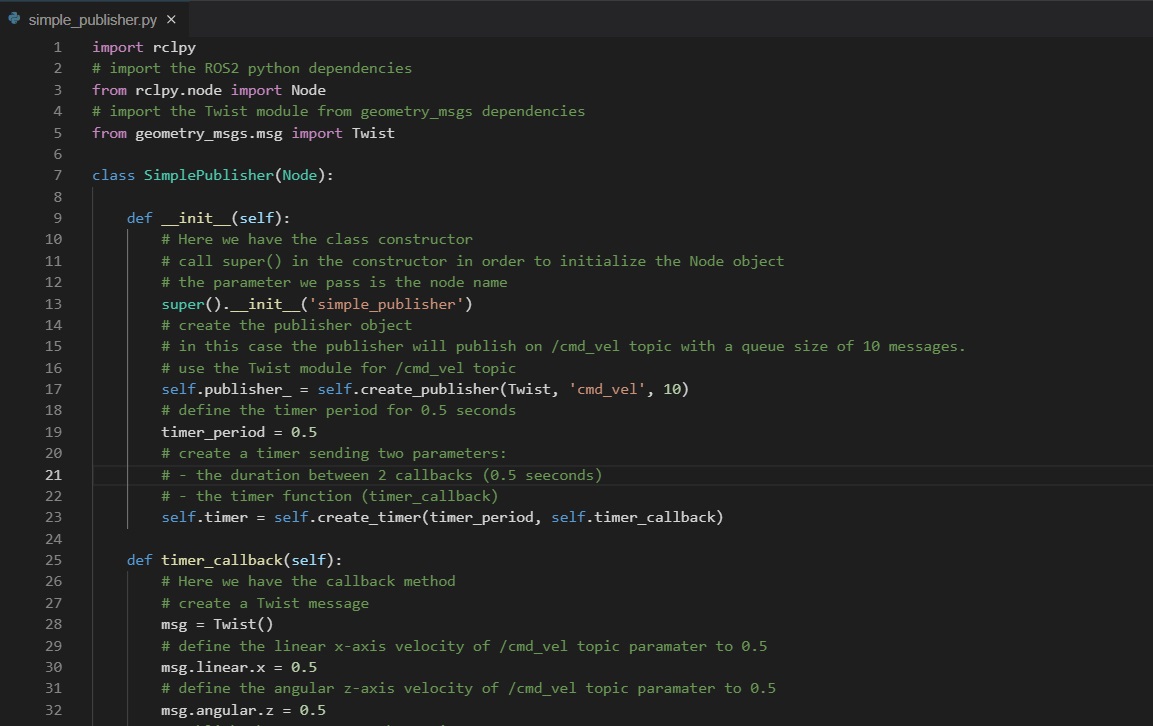 simple_publisher.py ×
1 import rclpy
2 # import the ROS2 python dependencies
3 from rclpy.node import Node
4 # import the Twist module from geometry_msgs dependencies
5 from geometry_msgs.msg import Twist
6
7 class SimplePublisher(Node):
8
9 def __init__(self):
10 # Here we have the class constructor
11 # call super() in the constructor in order to initialize the Node object
12 # the parameter we pass is the node name
13 super().__init__('simple_publisher')
14 # create the publisher object
15 # in this case the publisher will publish on /cmd_vel topic with a queue size of 10 messages.
16 # use the Twist module for /cmd_vel topic
17 self.publisher_ = self.create_publisher(Twist, 'cmd_vel', 10)
18 # define the timer period for 0.5 seconds
19 timer_period = 0.5
20 # create a timer sending two parameters:
21 # - the duration between 2 callbacks (0.5 seeconds)
22 # - the timer function (timer_callback)
23 self.timer = self.create_timer(timer_period, self.timer_callback)
24
25 def timer_callback(self):
26 # Here we have the callback method
27 # create a Twist message
28 msg = Twist()
29 # define the linear x-axis velocity of /cmd_vel topic paramater to 0.5
30 msg.linear.x = 0.5
31 # define the angular z-axis velocity of /cmd_vel topic paramater to 0.5
32 msg.angular.z = 0.5